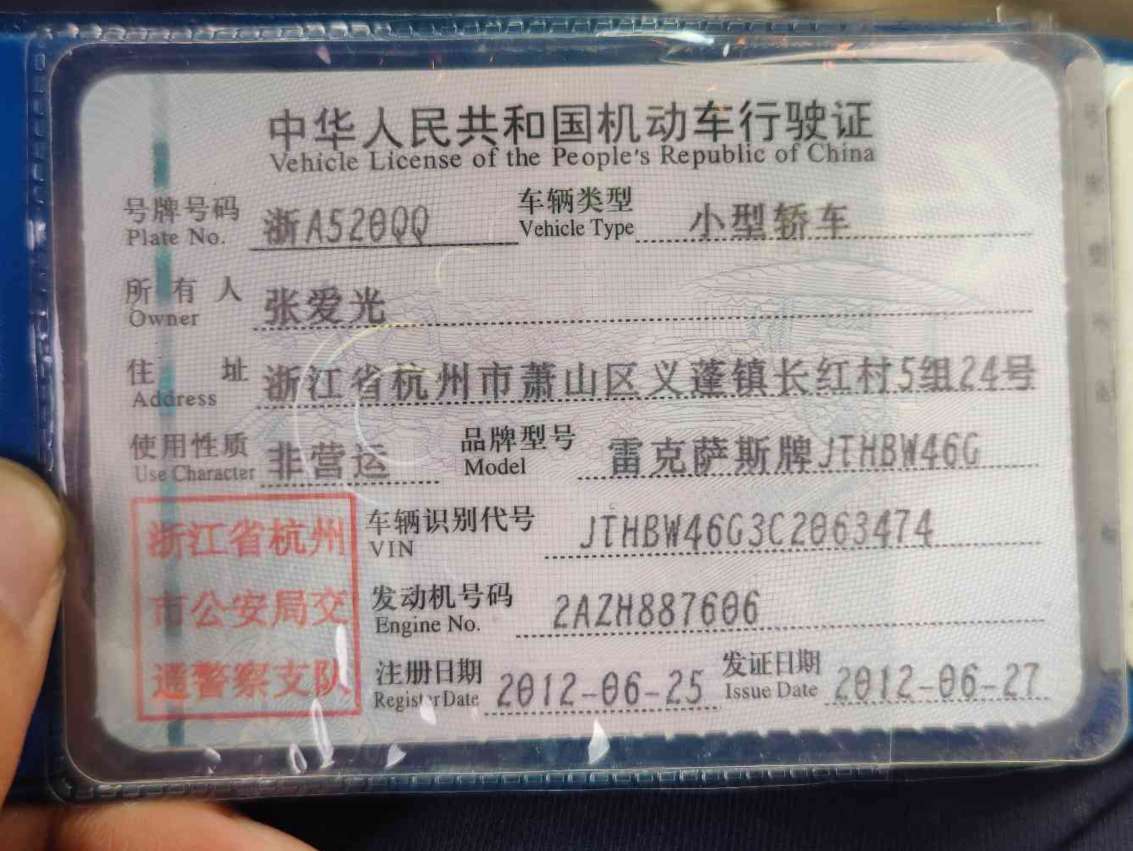 中华人民共和国机动车行驶证
Vehicle License of the People's Republic of China
号牌号码 浙A520QQ 车辆类型 小型轿车
Plate No. Vehicle Type
所有人 张爱光
Owner
住址 浙江省杭州市萧山区义蓬镇长红村5组24号
Address
使用性质 非营运 品牌型号 雷克萨斯牌JTHBW46G
Use Character Model
浙江省杭州 车辆识别代号 JTHBW46G3C2063474
VIN
市公安局交 发动机号码 2AZH887606
Engine No.
通警察支队 注册日期 2012-06-25 发证日期 2012-06-27
Register Date Issue Date